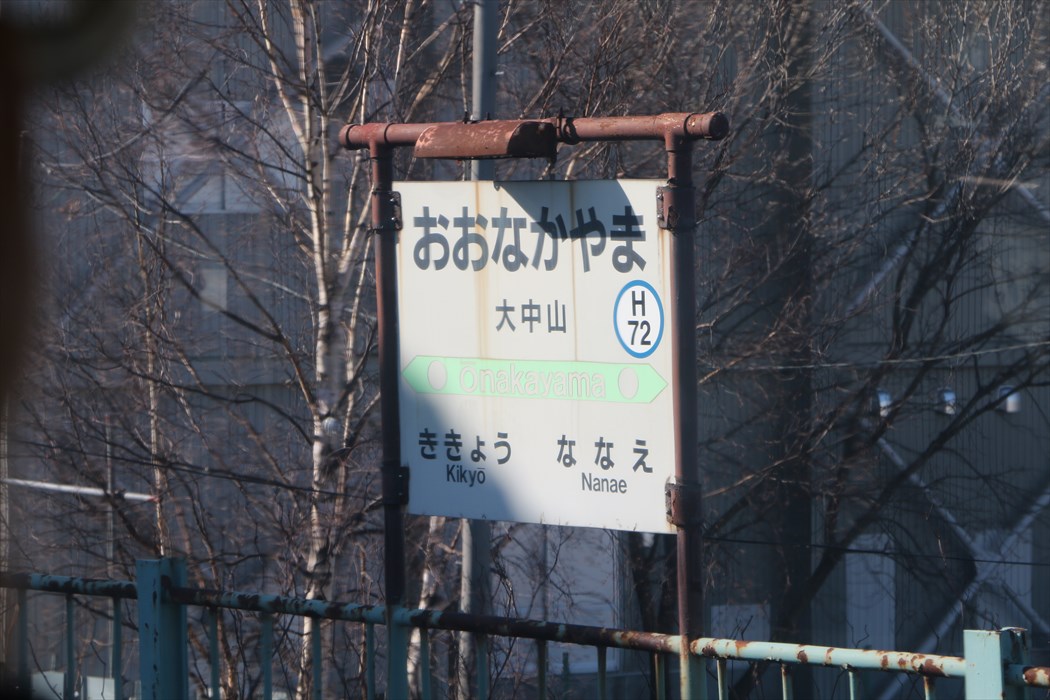 おおなかやま
大中山
H
72
Ōnakayama
ききょう ななえ
Kikyō Nanae